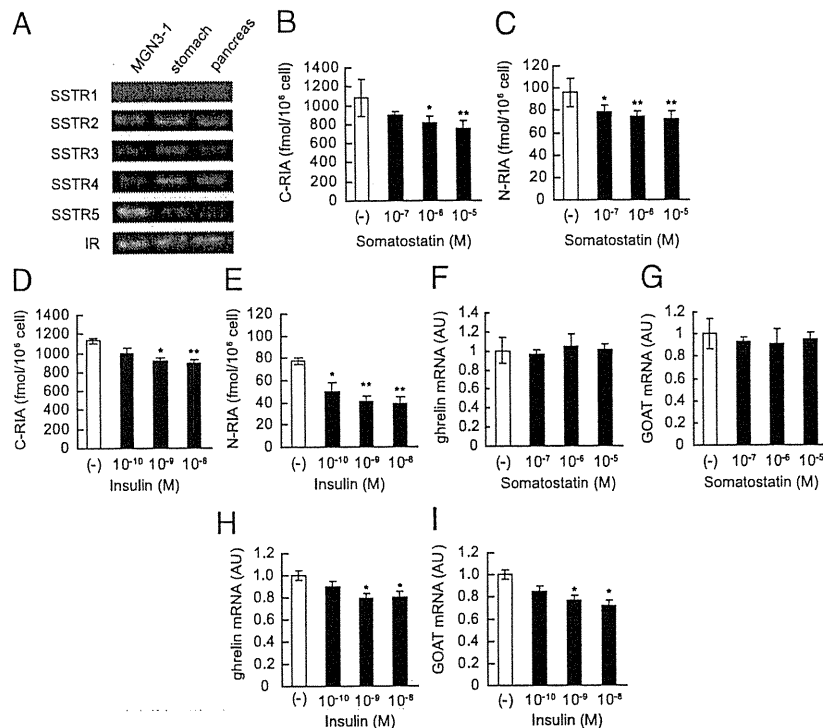 A
MGN3-1 stomach pancreas
SSTR1
SSTR2
SSTR3
SSTR4
SSTR5
IR
B
C-RIA (fmol/10⁶ cell)
1400
1200
1000
800
600
400
200
0
(-) 10⁻⁷ 10⁻⁶ 10⁻⁵
* **
Somatostatin (M)
C
N-RIA (fmol/10⁶ cell)
120
100
80
60
40
20
0
* ** **
(-) 10⁻⁷ 10⁻⁶ 10⁻⁵
Somatostatin (M)
D
C-RIA (fmol/10⁶ cell)
1400
1200
1000
800
600
400
200
0
* **
(-) 10⁻¹⁰ 10⁻⁹ 10⁻⁸
Insulin (M)
E
N-RIA (fmol/10⁶ cell)
120
100
80
60
40
20
0
* ** **
(-) 10⁻¹⁰ 10⁻⁹ 10⁻⁸
Insulin (M)
F
ghrelin mRNA (AU)
1.4
1.2
1
0.8
0.6
0.4
0.2
0
(-) 10⁻⁷ 10⁻⁶ 10⁻⁵
Somatostatin (M)
G
GOAT mRNA (AU)
1.4
1.2
1
0.8
0.6
0.4
0.2
0
(-) 10⁻⁷ 10⁻⁶ 10⁻⁵
Somatostatin (M)
H
ghrelin mRNA (AU)
1.2
1.0
0.8
0.6
0.4
0.2
0
* *
(-) 10⁻¹⁰ 10⁻⁹ 10⁻⁸
Insulin (M)
I
GOAT mRNA (AU)
1.2
1.0
0.8
0.6
0.4
0.2
0
* *
(-) 10⁻¹⁰ 10⁻⁹ 10⁻⁸
Insulin (M)